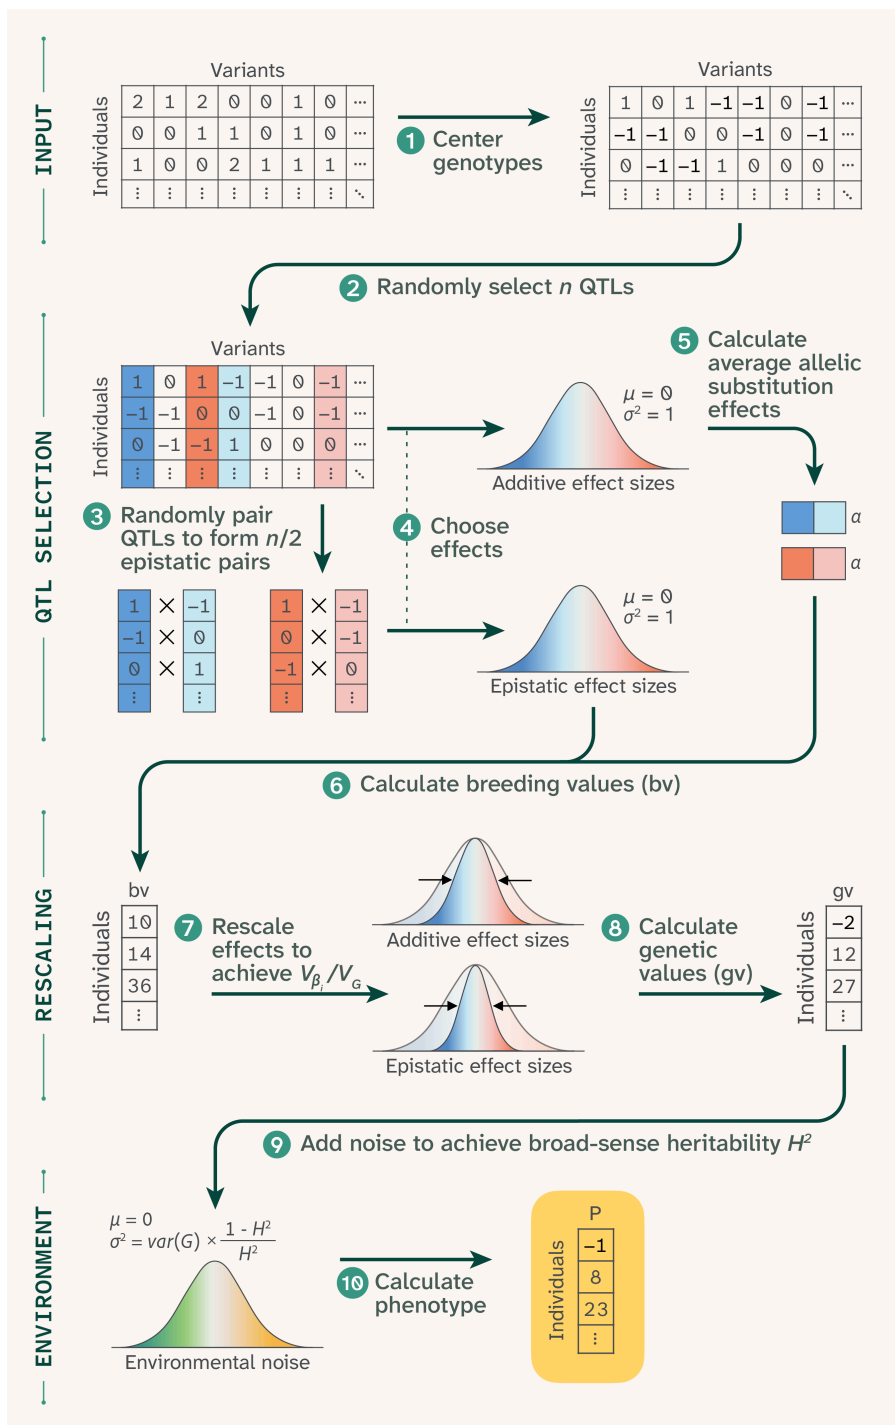 INPUT
Variants
Individuals
2 1 2 0 0 1 0 ⋯
0 0 1 1 0 1 0 ⋯
1 0 0 2 1 1 1 ⋯
⋮ ⋮ ⋮ ⋮ ⋮ ⋮ ⋮ ⋱
1 Center
genotypes
Variants
Individuals
1 0 1 −1 −1 0 −1 ⋯
−1 −1 0 0 −1 0 −1 ⋯
0 −1 −1 1 0 0 0 ⋯
⋮ ⋮ ⋮ ⋮ ⋮ ⋮ ⋮ ⋱
2 Randomly select n QTLs
QTL SELECTION
Variants
Individuals
1 0 1 −1 −1 0 −1 ⋯
−1 −1 0 0 −1 0 −1 ⋯
0 −1 −1 1 0 0 0 ⋯
⋮ ⋮ ⋮ ⋮ ⋮ ⋮ ⋮ ⋱
3 Randomly pair
QTLs to form n/2
epistatic pairs
1 × −1
−1 × 0
0 × 1
⋮ ⋮
1 × −1
0 × −1
−1 × 0
⋮ ⋮
4 Choose
effects
μ = 0
σ² = 1
Additive effect sizes
μ = 0
σ² = 1
Epistatic effect sizes
5 Calculate
average allelic
substitution
effects
α
α
6 Calculate breeding values (bv)
RESCALING
bv
Individuals
10
14
36
⋮
7 Rescale
effects to
achieve V_βᵢ/V_G
Additive effect sizes
Epistatic effect sizes
8 Calculate
genetic
values (gv)
gv
Individuals
−2
12
27
⋮
9 Add noise to achieve broad-sense heritability H²
ENVIRONMENT
μ = 0
σ² = var(G) × (1 - H²)/H²
Environmental noise
10 Calculate
phenotype
P
Individuals
−1
8
23
⋮